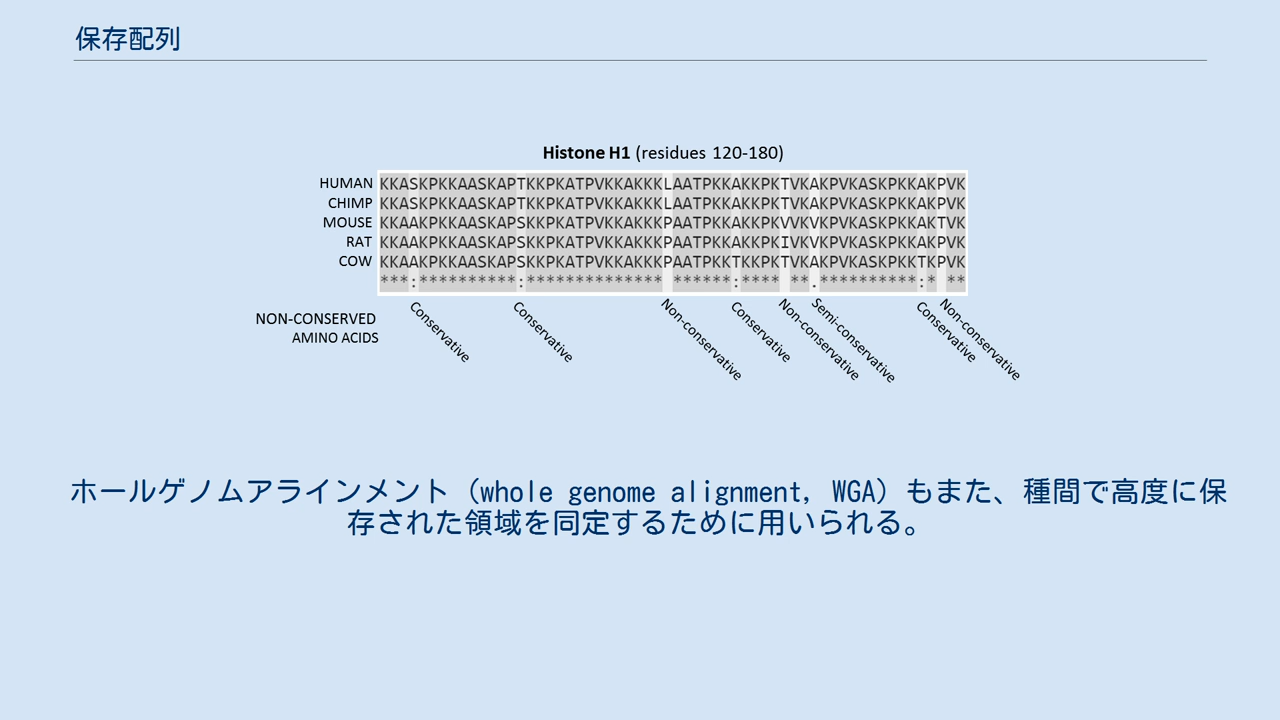 保存配列
Histone H1 (residues 120-180)
HUMAN KKASKPKKAASKAPTKKPKATPVKKAKKKLAATPKKAKKPKTVKAKPVKASKPKKAKPVK
CHIMP KKASKPKKAASKAPTKKPKATPVKKAKKKLAATPKKAKKPKTVKAKPVKASKPKKAKPVK
MOUSE KKAAKPKKAASKAPSKKPKATPVKKAKKKPAATPKKAKKPKVVKVKPVKASKPKKAKTVK
RAT KKAAKPKKAASKAPSKKPKATPVKKAKKKPAATPKKAKKPKIVKVKPVKASKPKKAKPVK
COW KKAAKPKKAASKAPSKKPKATPVKKAKKKPAATPKKTKKPKTVKAKPVKASKPKKTKPVK
***:**********:************** ******:**** **.**********:* **
NON-CONSERVED
AMINO ACIDS
Conservative
Conservative
Non-conservative
Conservative
Non-conservative
Semi-conservative
Conservative
Non-conservative
ホールゲノムアラインメント（whole genome alignment, WGA）もまた、種間で高度に保
存された領域を同定するために用いられる。